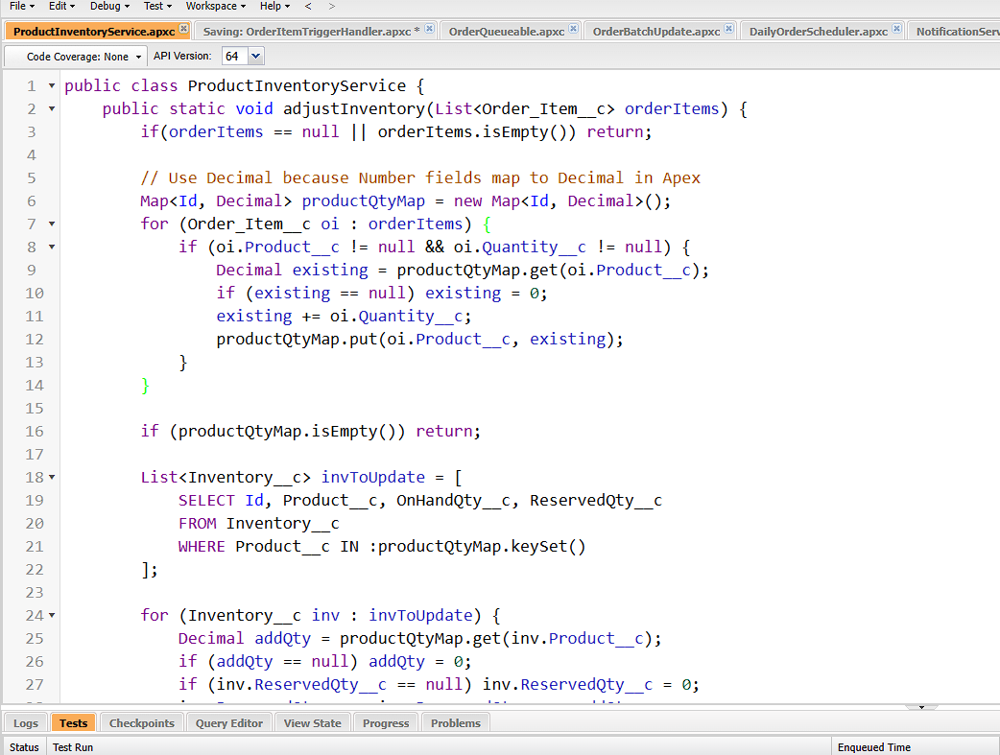 File Edit Debug Test Workspace Help < >
ProductInventoryService.apxc Saving: OrderItemTriggerHandler.apxc * OrderQueueable.apxc OrderBatchUpdate.apxc DailyOrderScheduler.apxc NotificationServ
Code Coverage: None API Version: 64
1 public class ProductInventoryService {
2 public static void adjustInventory(List<Order_Item__c> orderItems) {
3 if(orderItems == null || orderItems.isEmpty()) return;
4
5 // Use Decimal because Number fields map to Decimal in Apex
6 Map<Id, Decimal> productQtyMap = new Map<Id, Decimal>();
7 for (Order_Item__c oi : orderItems) {
8 if (oi.Product__c != null && oi.Quantity__c != null) {
9 Decimal existing = productQtyMap.get(oi.Product__c);
10 if (existing == null) existing = 0;
11 existing += oi.Quantity__c;
12 productQtyMap.put(oi.Product__c, existing);
13 }
14 }
15
16 if (productQtyMap.isEmpty()) return;
17
18 List<Inventory__c> invToUpdate = [
19 SELECT Id, Product__c, OnHandQty__c, ReservedQty__c
20 FROM Inventory__c
21 WHERE Product__c IN :productQtyMap.keySet()
22 ];
23
24 for (Inventory__c inv : invToUpdate) {
25 Decimal addQty = productQtyMap.get(inv.Product__c);
26 if (addQty == null) addQty = 0;
27 if (inv.ReservedQty__c == null) inv.ReservedQty__c = 0;
Logs Tests Checkpoints Query Editor View State Progress Problems
Status Test Run Enqueued Time